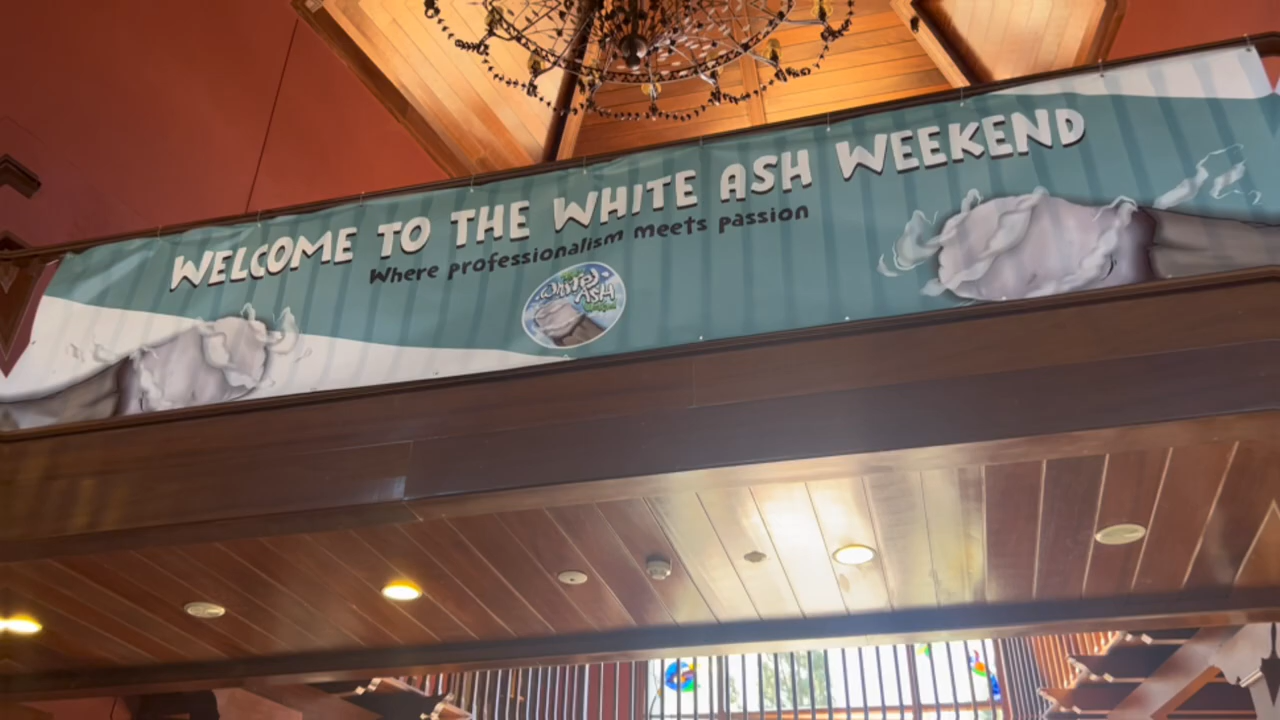 WELCOME TO THE WHITE ASH WEEKEND
Where professionalism meets passion
White
ASH